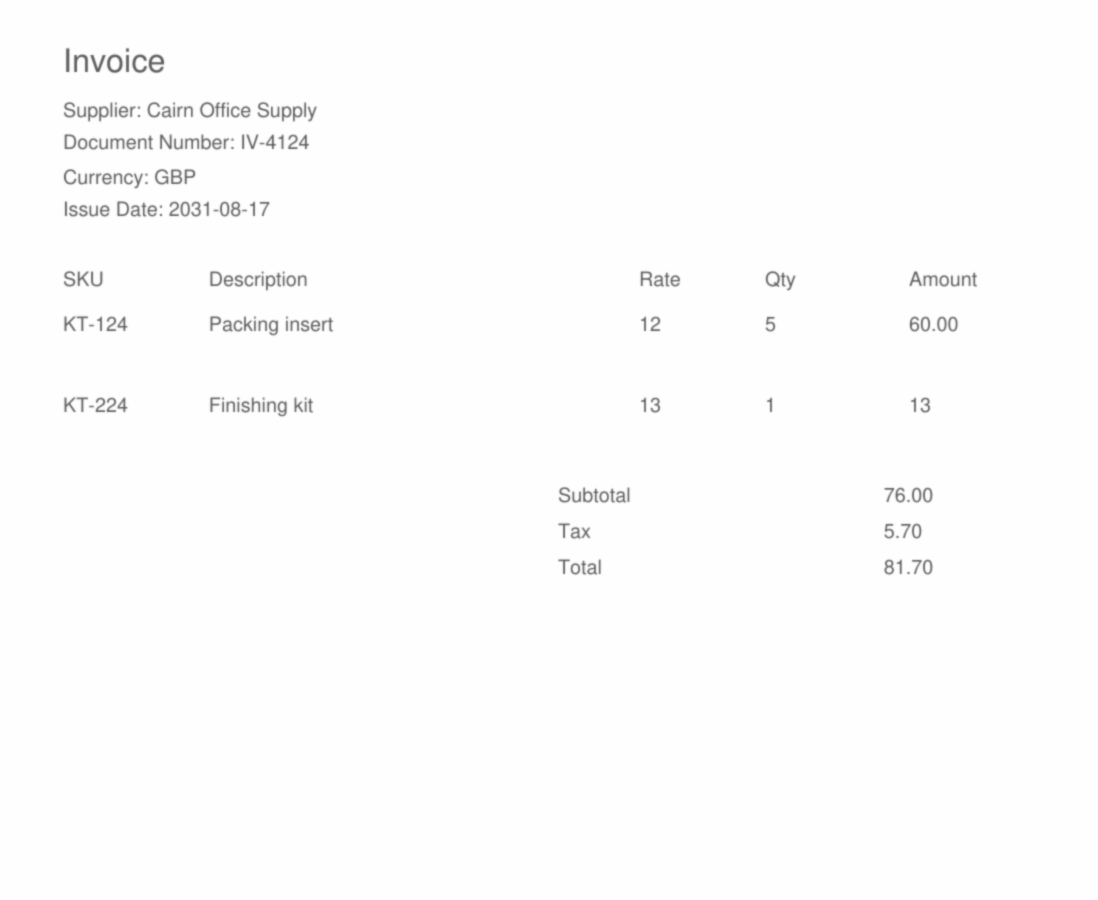 Invoice
Supplier: Cairn Office Supply
Document Number: IV-4124
Currency: GBP
Issue Date: 2031-08-17
SKU Description Rate Qty Amount
KT-124 Packing insert 12 5 60.00
KT-224 Finishing kit 13 1 13
Subtotal 76.00
Tax 5.70
Total 81.70